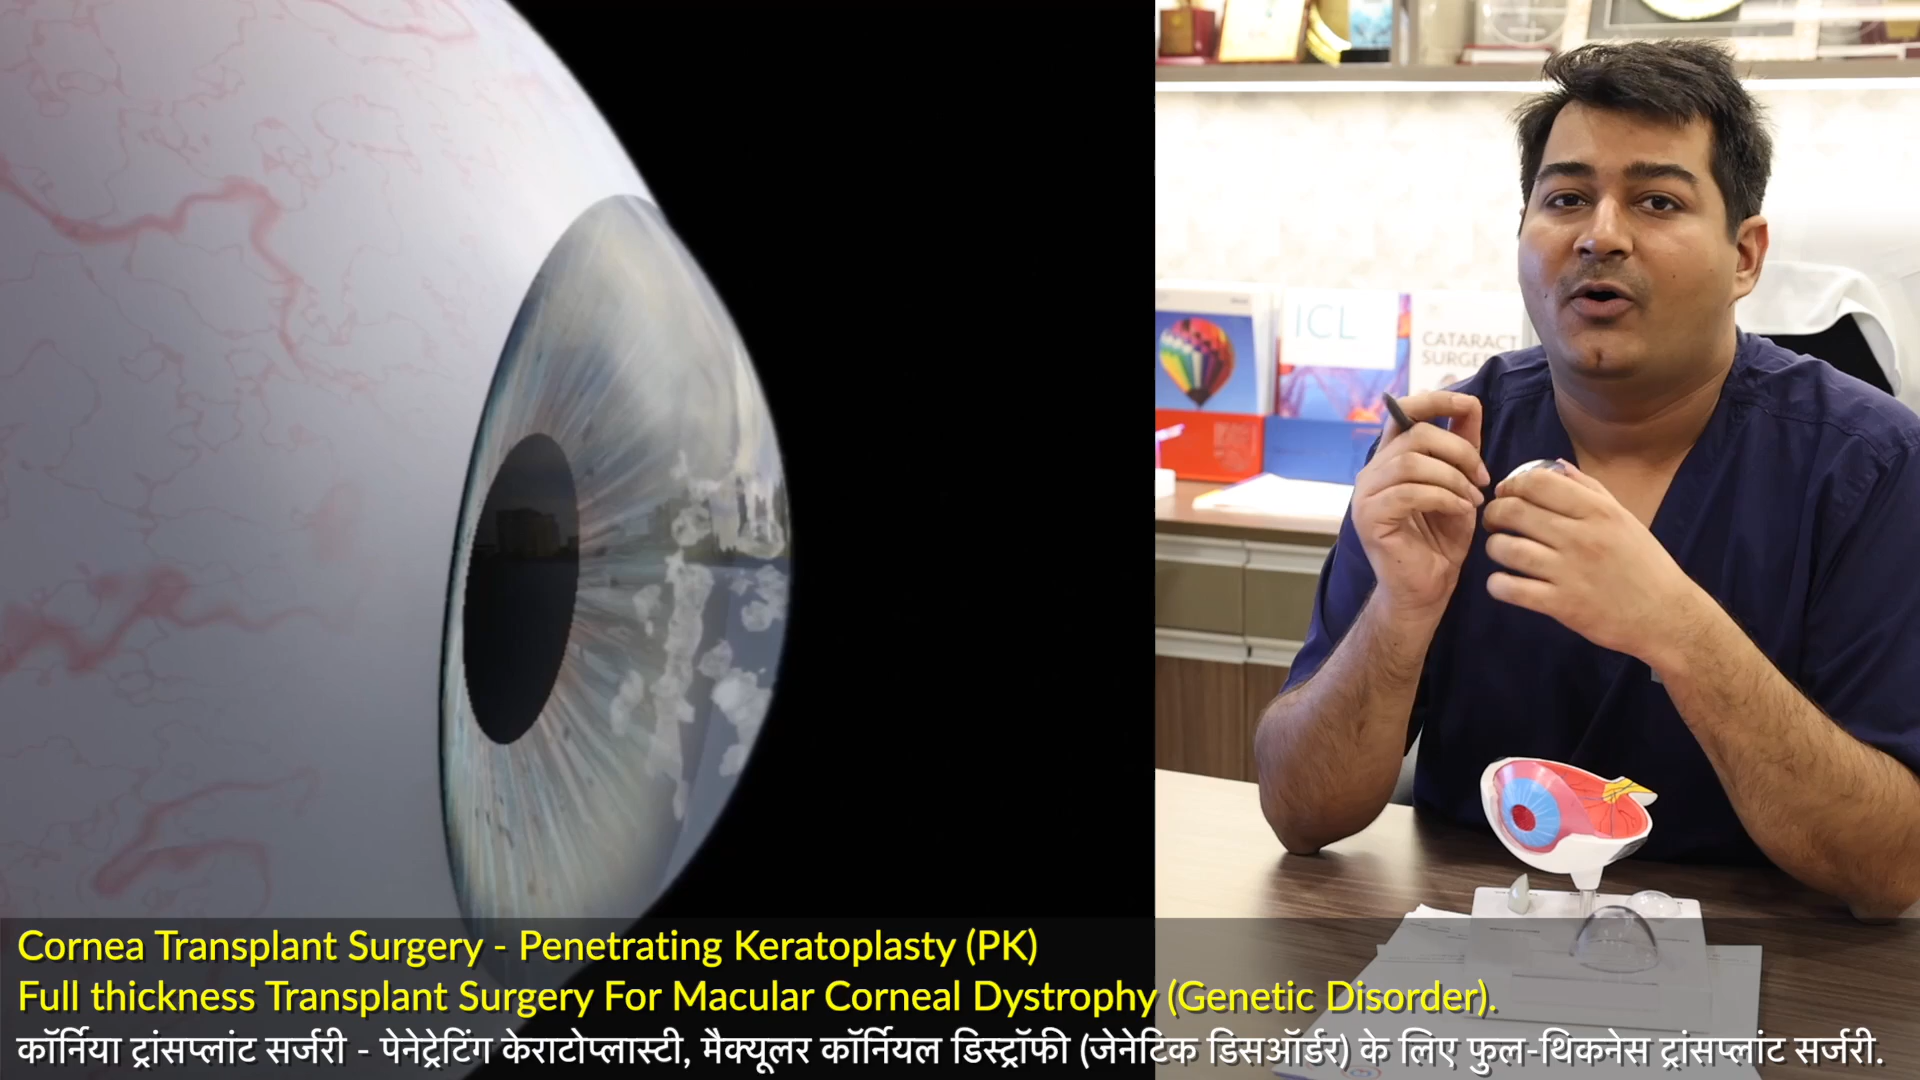 ICL
CATARACT
SURGERY
Cornea Transplant Surgery - Penetrating Keratoplasty (PK)
Full thickness Transplant Surgery For Macular Corneal Dystrophy (Genetic Disorder).
कॉर्निया ट्रांसप्लांट सर्जरी - पेनेट्रेटिंग केराटोप्लास्टी, मैक्यूलर कॉर्नियल डिस्ट्रॉफी (जेनेटिक डिसऑर्डर) के लिए फुल-थिकनेस ट्रांसप्लांट सर्जरी.